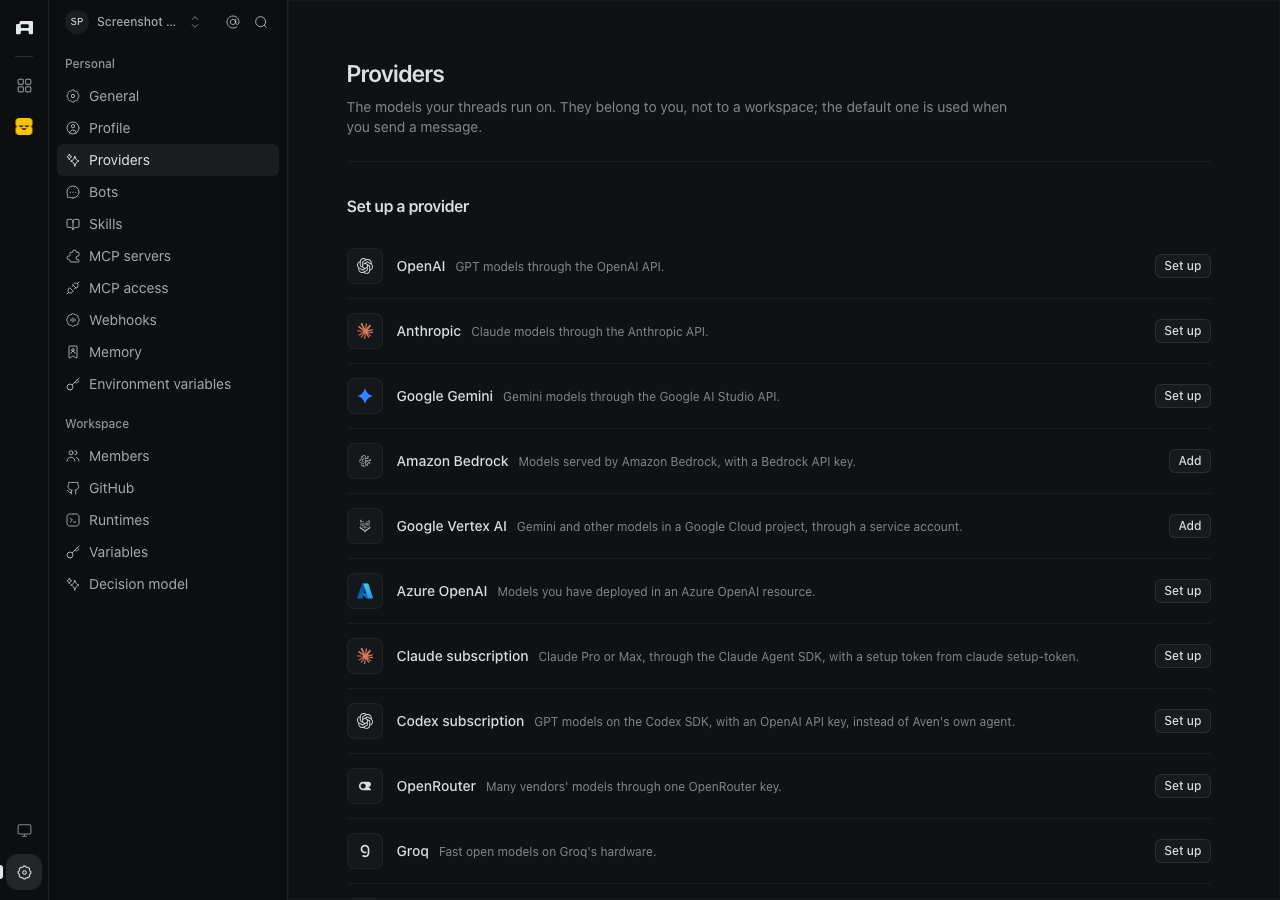 SP Screenshot ...
Personal
General
Profile
Providers
Bots
Skills
MCP servers
MCP access
Webhooks
Memory
Environment variables
Workspace
Members
GitHub
Runtimes
Variables
Decision model
Providers
The models your threads run on. They belong to you, not to a workspace; the default one is used when
you send a message.
Set up a provider
OpenAI GPT models through the OpenAI API. Set up
Anthropic Claude models through the Anthropic API. Set up
Google Gemini Gemini models through the Google AI Studio API. Set up
Amazon Bedrock Models served by Amazon Bedrock, with a Bedrock API key. Add
Google Vertex AI Gemini and other models in a Google Cloud project, through a service account. Add
Azure OpenAI Models you have deployed in an Azure OpenAI resource. Set up
Claude subscription Claude Pro or Max, through the Claude Agent SDK, with a setup token from claude setup-token. Set up
Codex subscription GPT models on the Codex SDK, with an OpenAI API key, instead of Aven's own agent. Set up
OpenRouter Many vendors' models through one OpenRouter key. Set up
Groq Fast open models on Groq's hardware. Set up